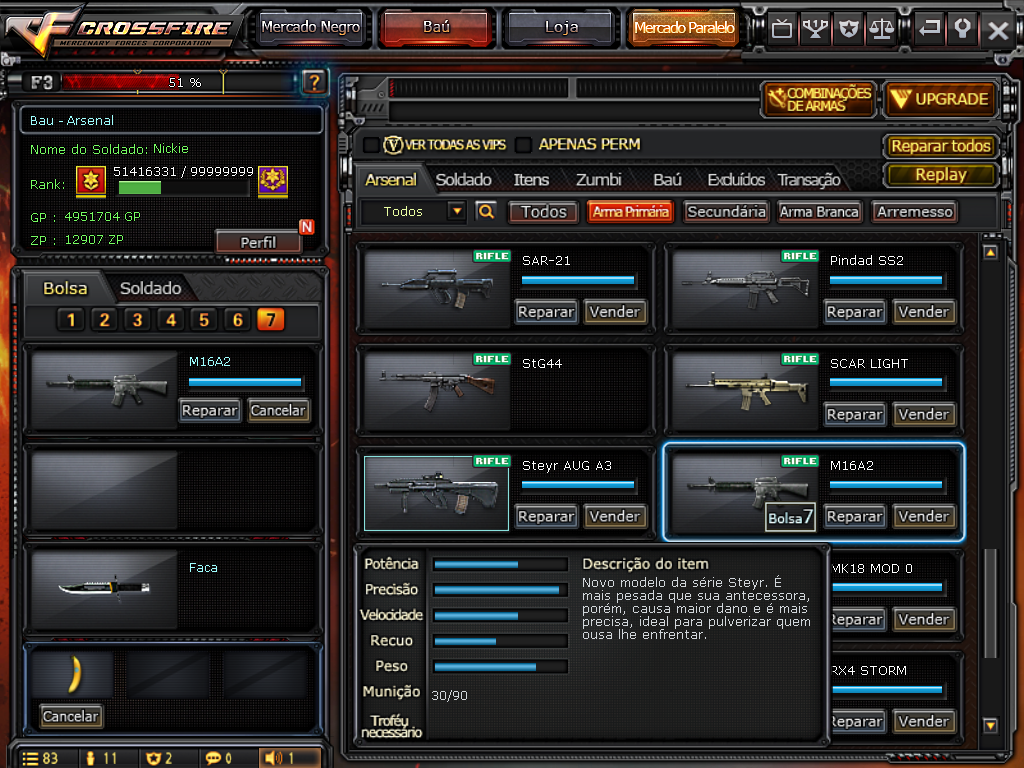 CROSSFIRE
MERCENARY FORCES CORPORATION
Mercado Negro
Baú
Loja
Mercado Paralelo
F3
51 %
?
Bau - Arsenal
Nome do Soldado: Nickie
Rank:
51416331 / 99999999
GP : 4951704 GP
ZP : 12907 ZP
N
Perfil
Bolsa
Soldado
1 2 3 4 5 6 7
M16A2
Reparar
Cancelar
Faca
Cancelar
83
11
2
0
1
COMBINAÇÕES
DE ARMAS
UPGRADE
VER TODAS AS VIPS
APENAS PERM
Reparar todos
Replay
Arsenal
Soldado
Itens
Zumbi
Baú
Excluídos
Transação
Todos
Todos
Arma Primária
Secundária
Arma Branca
Arremesso
RIFLE
SAR-21
Reparar
Vender
RIFLE
Pindad SS2
Reparar
Vender
RIFLE
StG44
RIFLE
SCAR LIGHT
Reparar
Vender
RIFLE
Steyr AUG A3
Reparar
Vender
RIFLE
M16A2
Bolsa7
Reparar
Vender
MK18 MOD 0
Reparar
Vender
RX4 STORM
Reparar
Vender
Potência
Precisão
Velocidade
Recuo
Peso
Munição
30/90
Troféu
necessário
Descrição do item
Novo modelo da série Steyr. É
mais pesada que sua antecessora,
porém, causa maior dano e é mais
precisa, ideal para pulverizar quem
ousa lhe enfrentar.